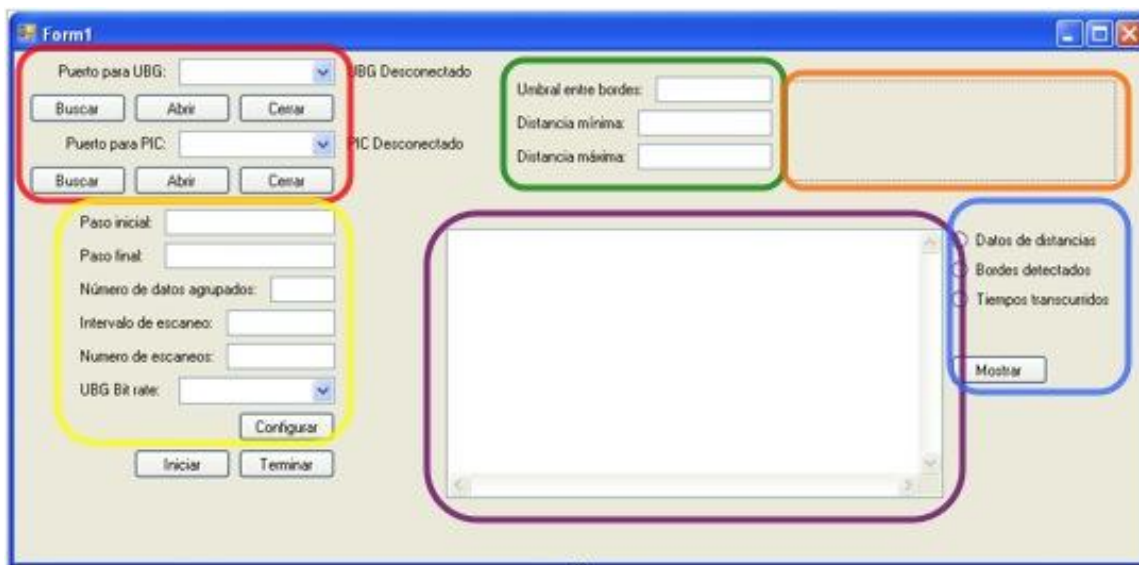 Form1
Puerto para UBG:
UBG Desconectado
Buscar Abrir Cerrar
Puerto para PIC:
PIC Desconectado
Buscar Abrir Cerrar
Umbral entre bordes:
Distancia mínima:
Distancia máxima:
Paso inicial:
Paso final:
Número de datos agrupados:
Intervalo de escaneo:
Numero de escaneos:
UBG Bit rate:
Configurar
Iniciar Terminar
Datos de distancias
Bordes detectados
Tiempos transcurridos
Mostrar